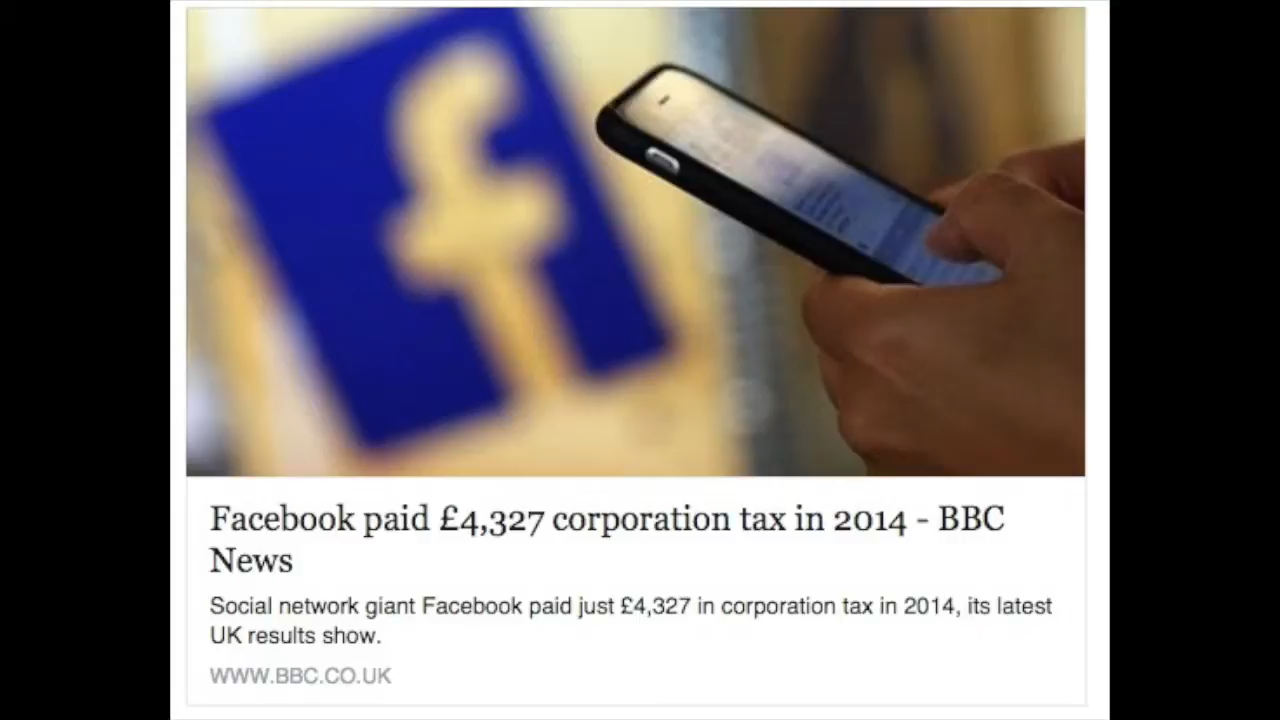 Facebook paid £4,327 corporation tax in 2014 - BBC
News
Social network giant Facebook paid just £4,327 in corporation tax in 2014, its latest
UK results show.
WWW.BBC.CO.UK